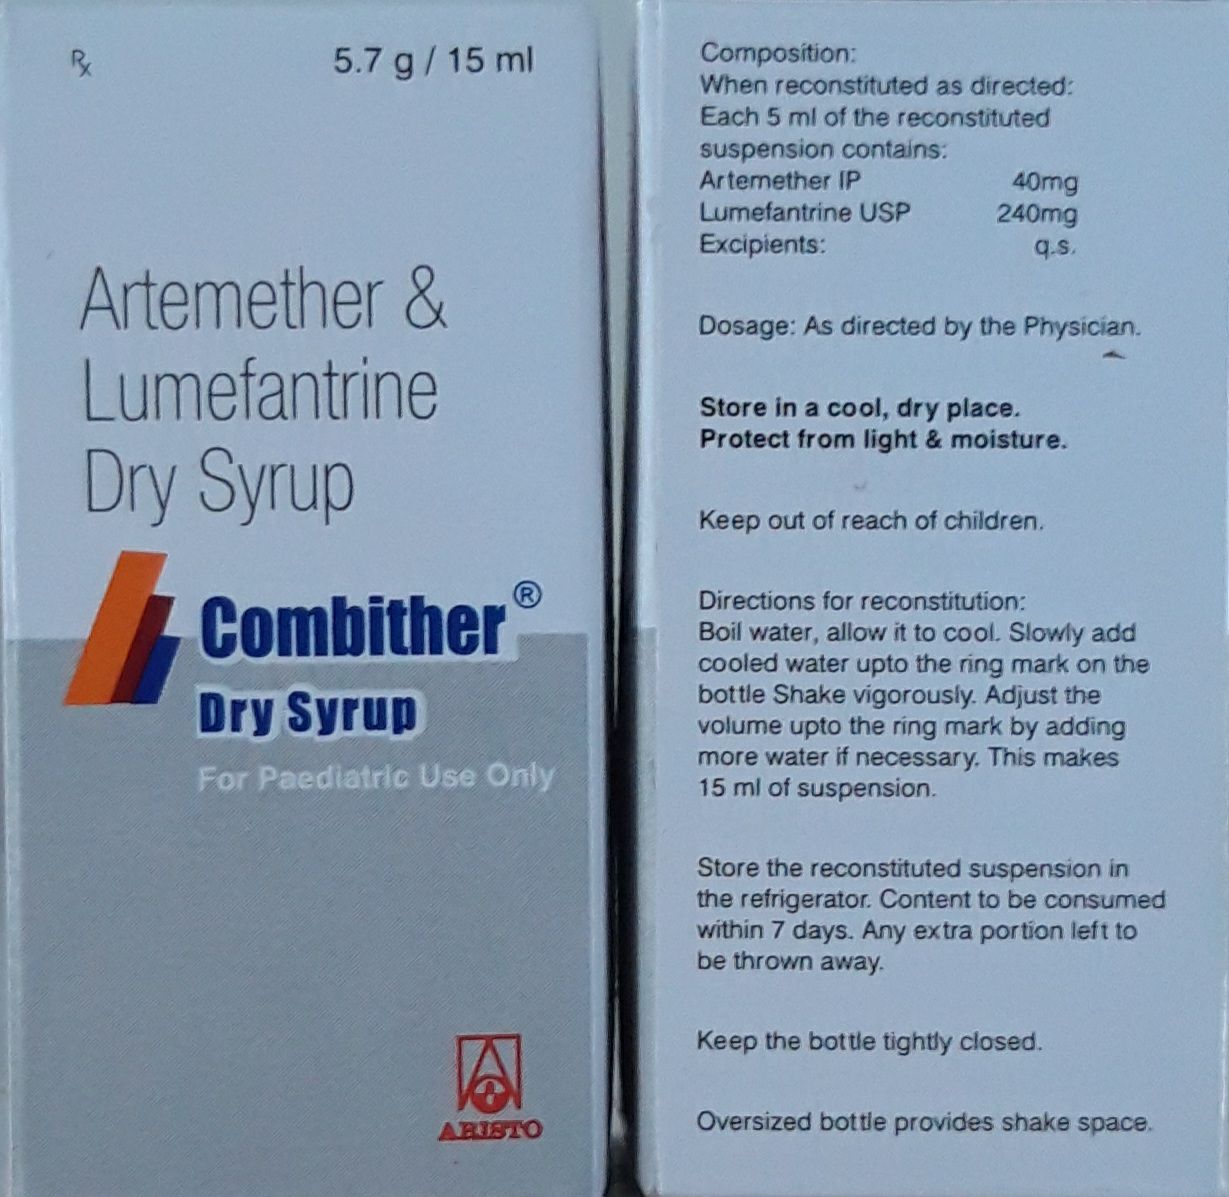 Rx 5.7 g / 15 ml
Artemether &
Lumefantrine
Dry Syrup
Combither®
Dry Syrup
For Paediatric Use Only
ARISTO
Composition:
When reconstituted as directed:
Each 5 ml of the reconstituted
suspension contains:
Artemether IP 40mg
Lumefantrine USP 240mg
Excipients: q.s.
Dosage: As directed by the Physician.
Store in a cool, dry place.
Protect from light & moisture.
Keep out of reach of children.
Directions for reconstitution:
Boil water, allow it to cool. Slowly add
cooled water upto the ring mark on the
bottle Shake vigorously. Adjust the
volume upto the ring mark by adding
more water if necessary. This makes
15 ml of suspension.
Store the reconstituted suspension in
the refrigerator. Content to be consumed
within 7 days. Any extra portion left to
be thrown away.
Keep the bottle tightly closed.
Oversized bottle provides shake space.